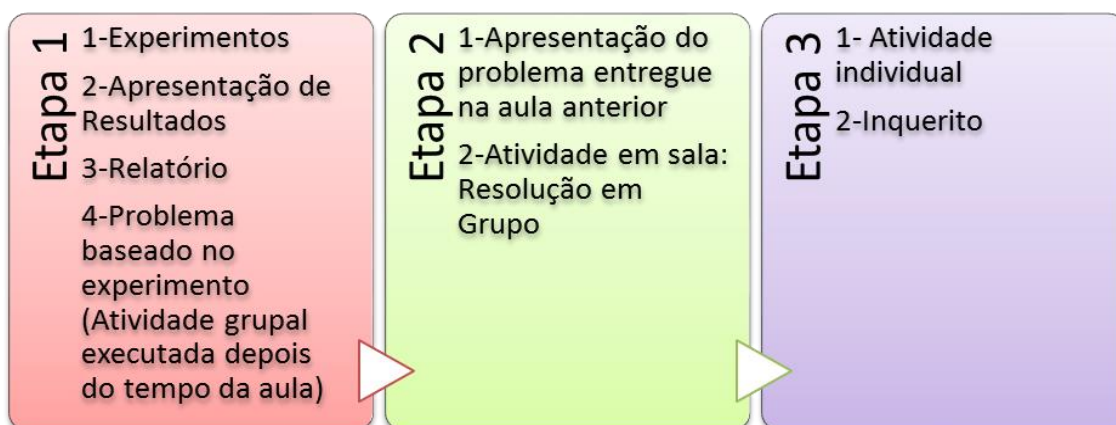 Etapa 1
1-Experimentos
2-Apresentação de
Resultados
3-Relatório
4-Problema
baseado no
experimento
(Atividade grupal
executada depois
do tempo da aula)
Etapa 2
1-Apresentação do
problema entregue
na aula anterior
2-Atividade em sala:
Resolução em
Grupo
Etapa 3
1- Atividade
individual
2-Inquerito